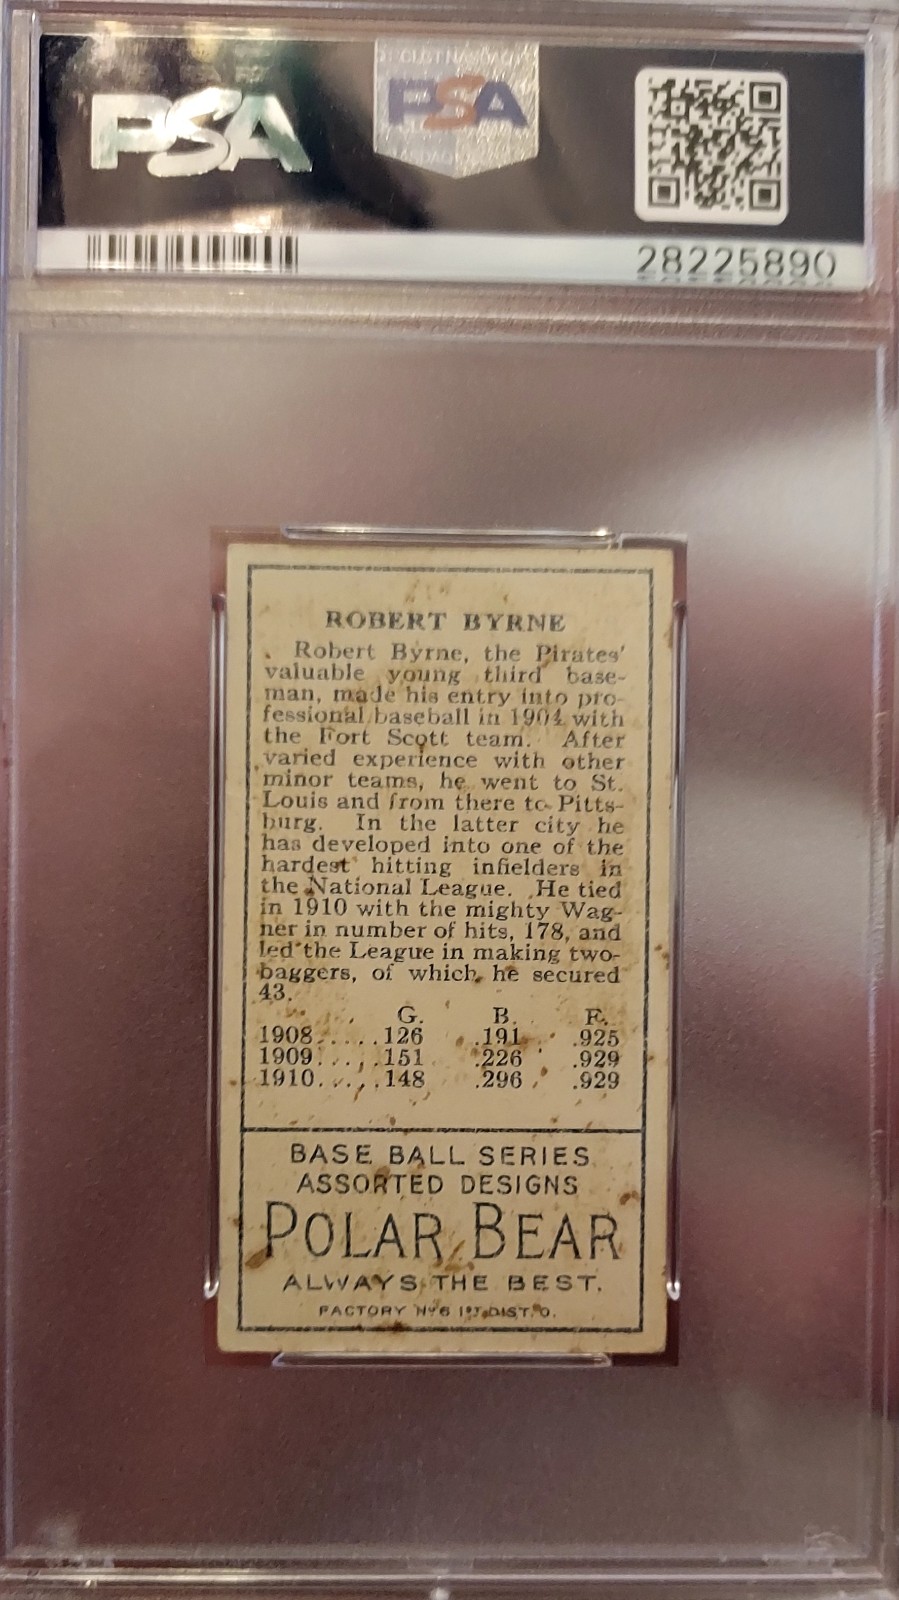 PSA
PSA
28225890
ROBERT BYRNE
Robert Byrne, the Pirates'
valuable young third base-
man, made his entry into pro-
fessional baseball in 1904 with
the Fort Scott team. After
varied experience with other
minor teams, he went to St.
Louis and from there to Pitts-
burg. In the latter city he
has developed into one of the
hardest hitting infielders in
the National League. He tied
in 1910 with the mighty Wag-
ner in number of hits, 178, and
led the League in making two-
baggers, of which he secured
43.
G. B. F.
1908.....126 .191 .925
1909.....151 .226 .929
1910.....148 .296 .929
BASE BALL SERIES
ASSORTED DESIGNS
POLAR BEAR
ALWAYS THE BEST.
FACTORY Nº 6 1ST DIST. O.